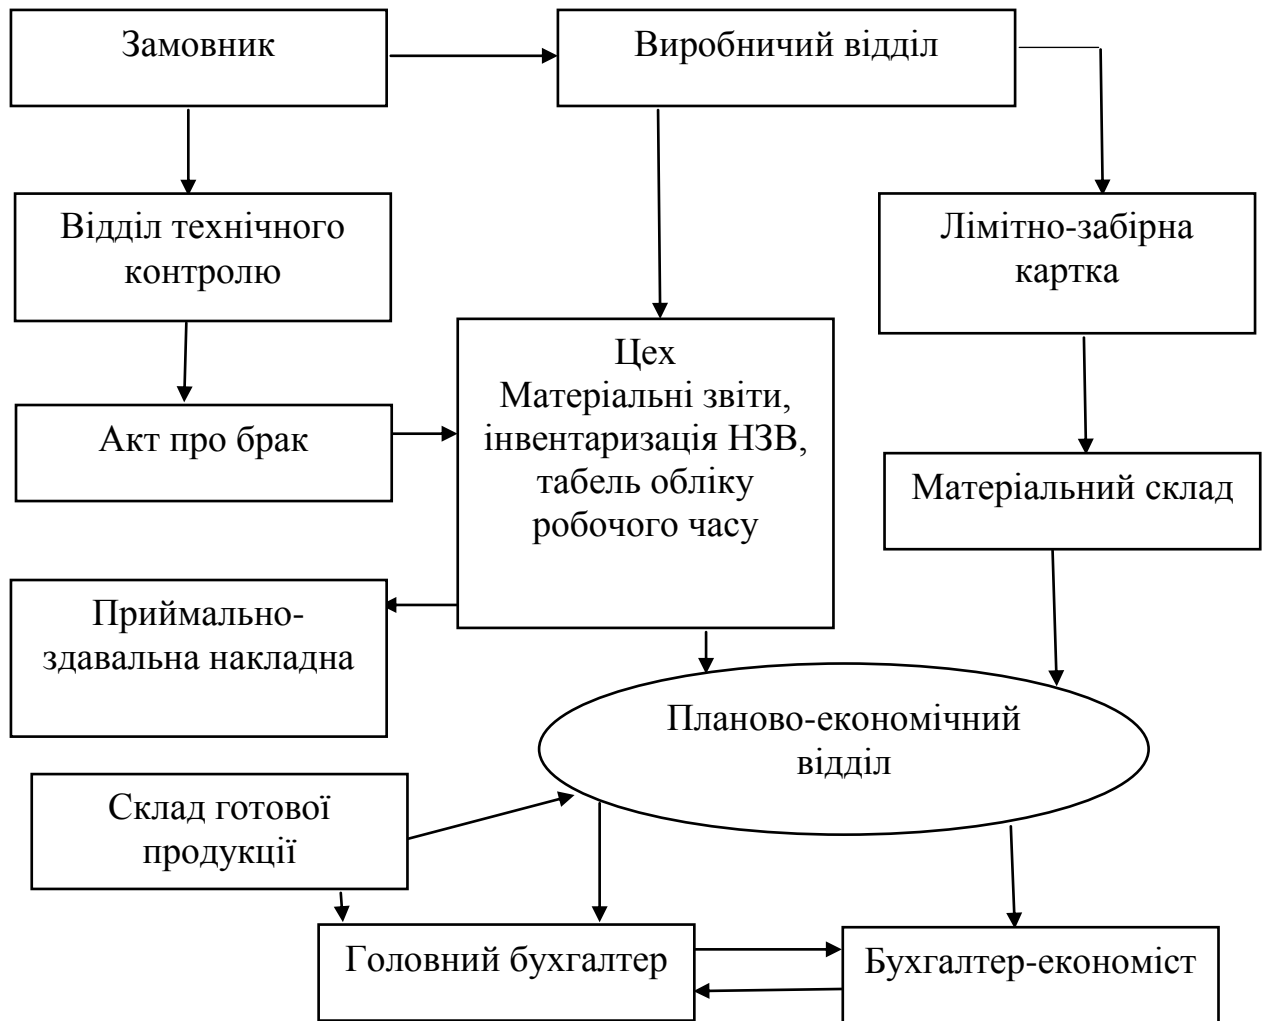 Замовник
Виробничий відділ
Відділ технічного
контролю
Лімітно-забірна
картка
Цех
Матеріальні звіти,
інвентаризація НЗВ,
табель обліку
робочого часу
Акт про брак
Матеріальний склад
Приймально-
здавальна накладна
Планово-економічний
відділ
Склад готової
продукції
Головний бухгалтер
Бухгалтер-економіст